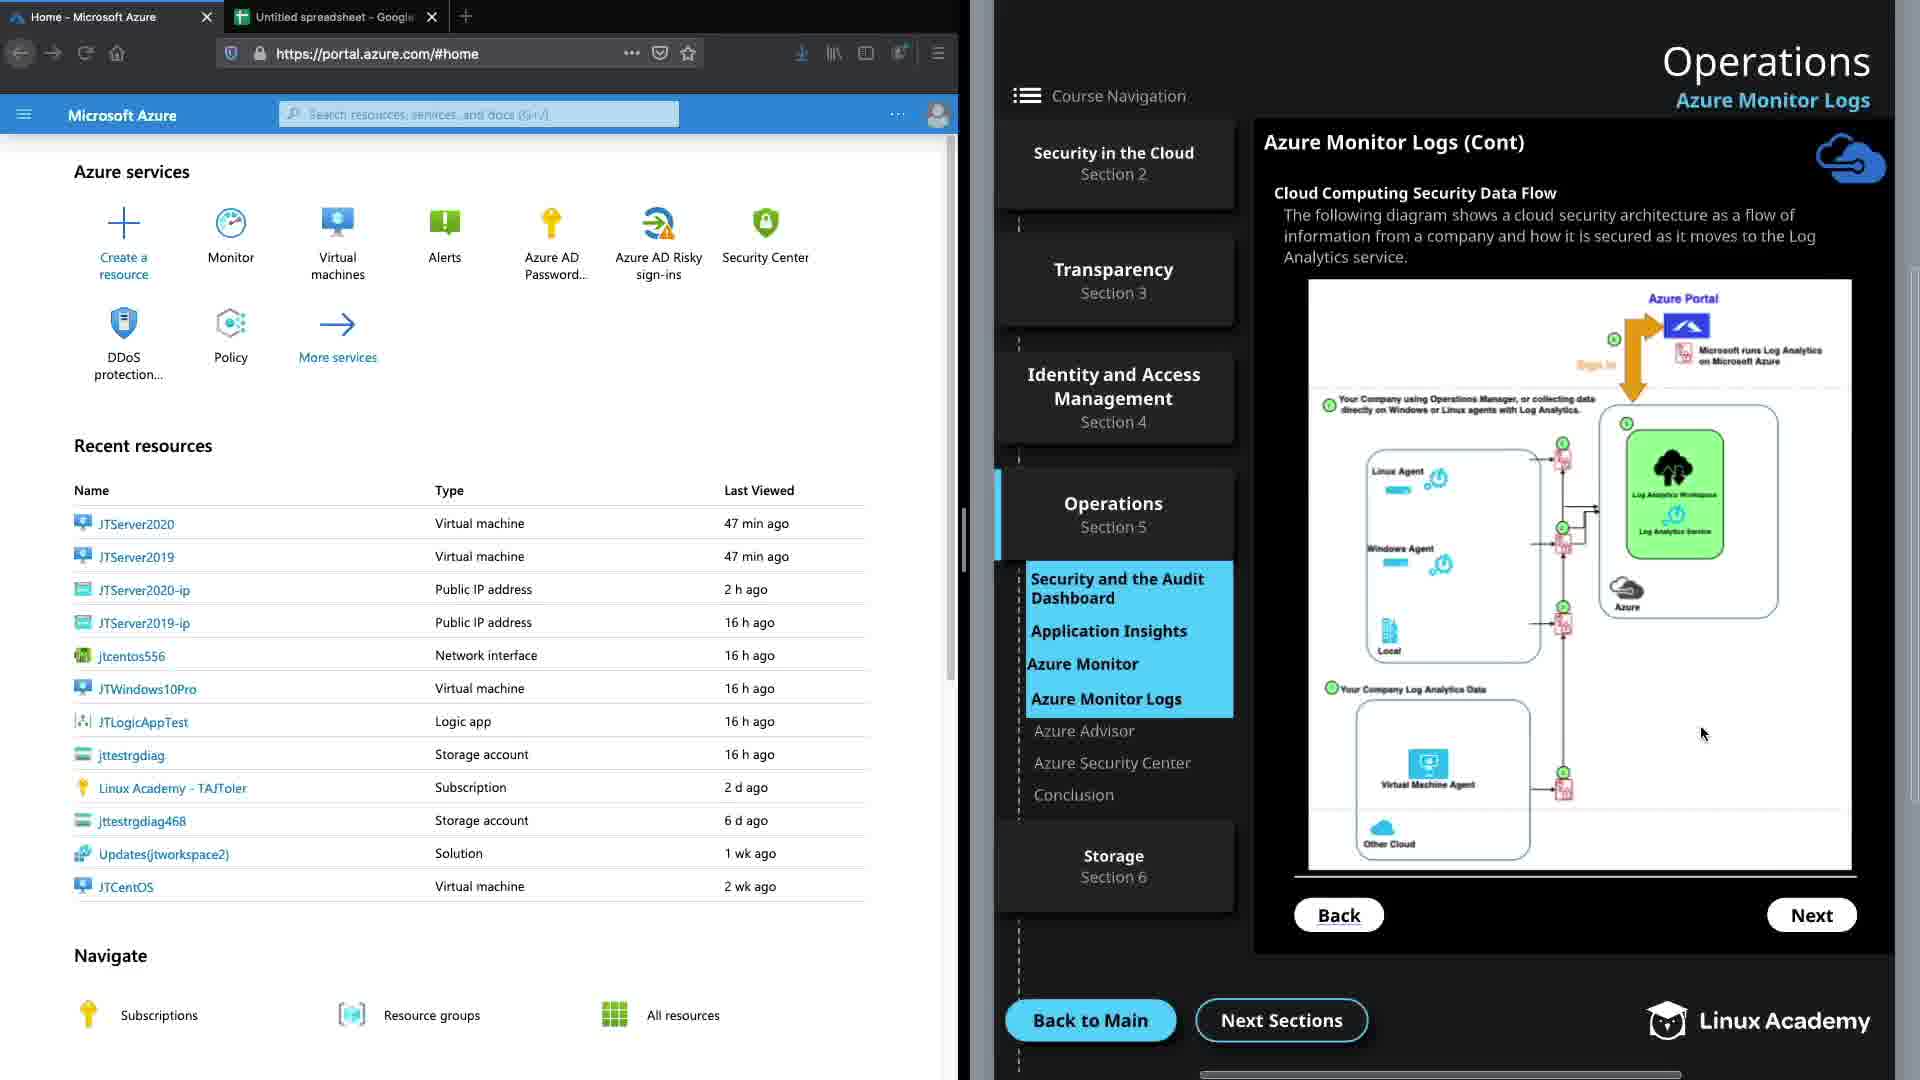 Home - Microsoft Azure
Untitled spreadsheet - Google
https://portal.azure.com/#home
Microsoft Azure
Search resources, services, and docs (G+/)
Azure services
Create a resource
Monitor
Virtual machines
Alerts
Azure AD Password...
Azure AD Risky sign-ins
Security Center
DDoS protection...
Policy
More services
Recent resources
Name Type Last Viewed
JTServer2020 Virtual machine 47 min ago
JTServer2019 Virtual machine 47 min ago
JTServer2020-ip Public IP address 2 h ago
JTServer2019-ip Public IP address 16 h ago
jtcentos556 Network interface 16 h ago
JTWindows10Pro Virtual machine 16 h ago
JTLogicAppTest Logic app 16 h ago
jttestrgdiag Storage account 16 h ago
Linux Academy - TAJToler Subscription 2 d ago
jttestrgdiag468 Storage account 6 d ago
Updates(jtworkspace2) Solution 1 wk ago
JTCentOS Virtual machine 2 wk ago
Navigate
Subscriptions
Resource groups
All resources
Operations
Azure Monitor Logs
Course Navigation
Security in the Cloud
Section 2
Transparency
Section 3
Identity and Access
Management
Section 4
Operations
Section 5
Security and the Audit
Dashboard
Application Insights
Azure Monitor
Azure Monitor Logs
Azure Advisor
Azure Security Center
Conclusion
Storage
Section 6
Azure Monitor Logs (Cont)
Cloud Computing Security Data Flow
The following diagram shows a cloud security architecture as a flow of
information from a company and how it is secured as it moves to the Log
Analytics service.
Azure Portal
Sign in
Microsoft runs Log Analytics
on Microsoft Azure
Your Company using Operations Manager, or collecting data
directly on Windows or Linux agents with Log Analytics.
Linux Agent
Windows Agent
Local
Log Analytics Workspace
Log Analytics Service
Azure
Your Company Log Analytics Data
Virtual Machine Agent
Other Cloud
Back
Next
Back to Main
Next Sections
Linux Academy